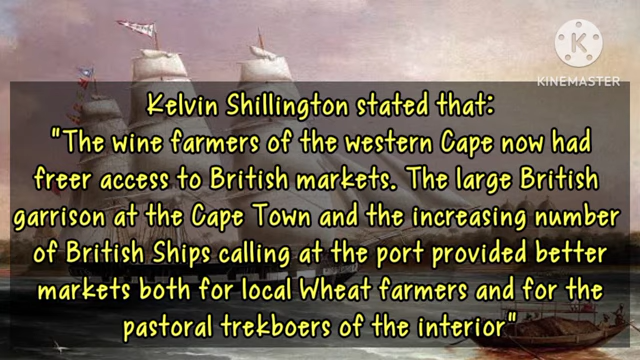 K
KINEMASTER
Kelvin Shillington stated that:
"The wine farmers of the western Cape now had
freer access to British markets. The large British
garrison at the Cape Town and the increasing number
of British Ships calling at the port provided better
markets both for local Wheat farmers and for the
pastoral trekboers of the interior"